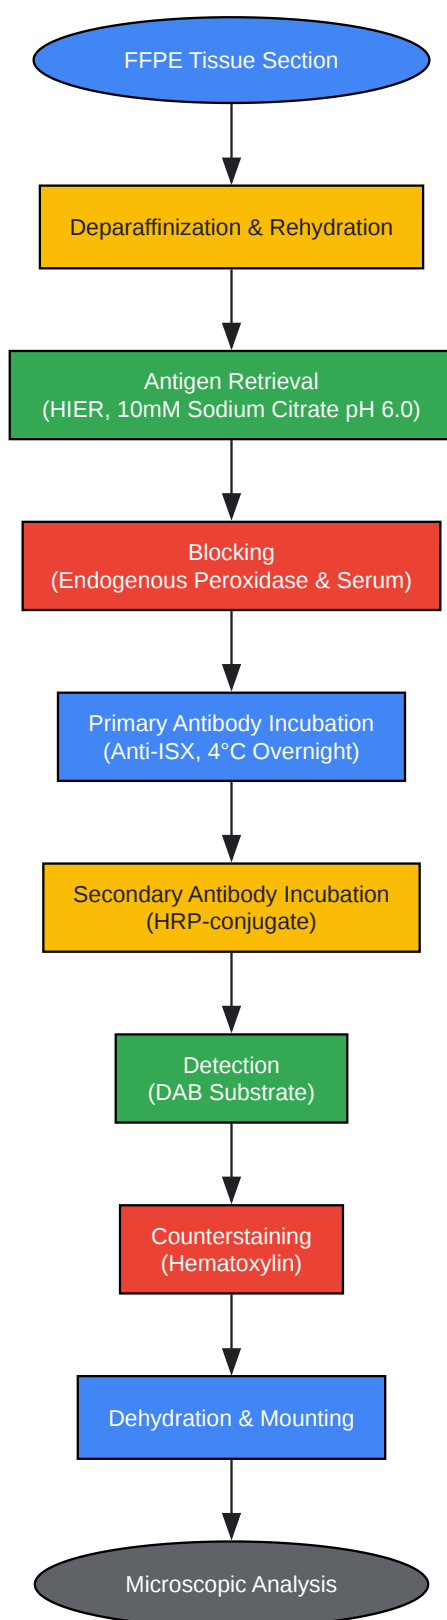 FFPE Tissue Section
Deparaffinization & Rehydration
Antigen Retrieval
(HIER, 10mM Sodium Citrate pH 6.0)
Blocking
(Endogenous Peroxidase & Serum)
Primary Antibody Incubation
(Anti-ISX, 4°C Overnight)
Secondary Antibody Incubation
(HRP-conjugate)
Detection
(DAB Substrate)
Counterstaining
(Hematoxylin)
Dehydration & Mounting
Microscopic Analysis